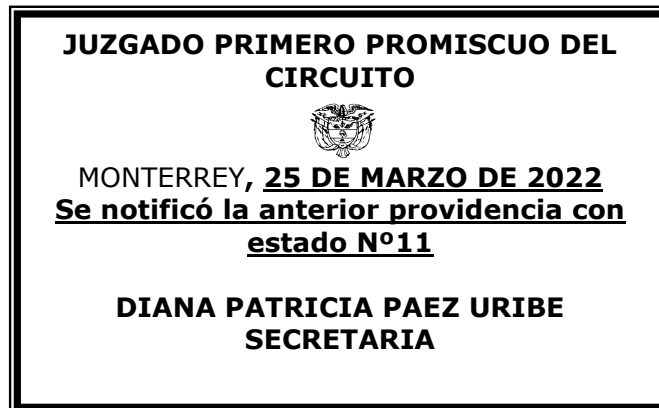 JUZGADO PRIMERO PROMISCUO DEL
CIRCUITO
MONTERREY, 25 DE MARZO DE 2022
Se notificó la anterior providencia con
estado Nº11
DIANA PATRICIA PAEZ URIBE
SECRETARIA